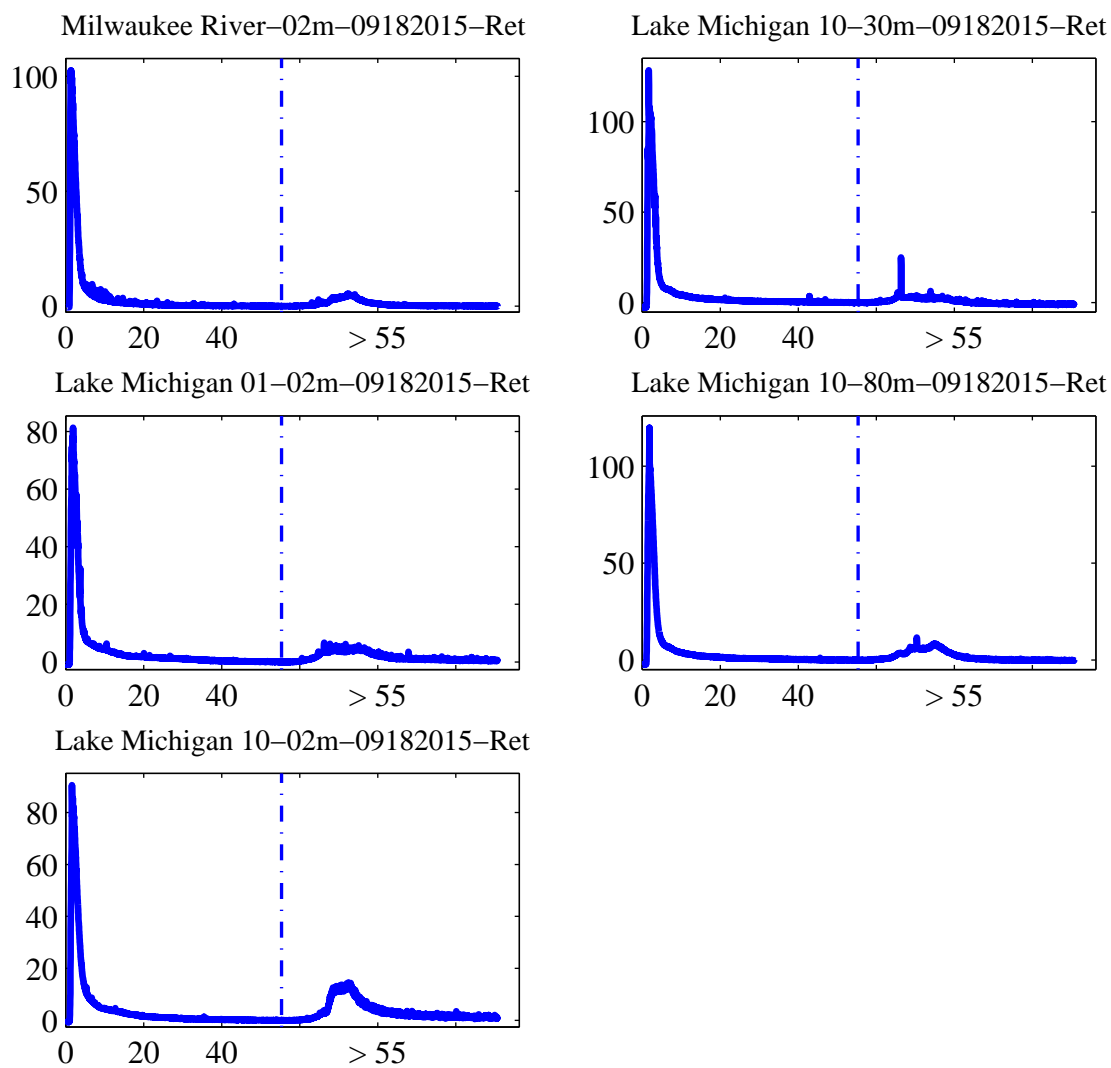 Milwaukee River−02m−09182015−Ret
100
50
0
0 20 40 > 55
Lake Michigan 10−30m−09182015−Ret
100
50
0
0 20 40 > 55
Lake Michigan 01−02m−09182015−Ret
80
60
40
20
0
0 20 40 > 55
Lake Michigan 10−80m−09182015−Ret
100
50
0
0 20 40 > 55
Lake Michigan 10−02m−09182015−Ret
80
60
40
20
0
0 20 40 > 55